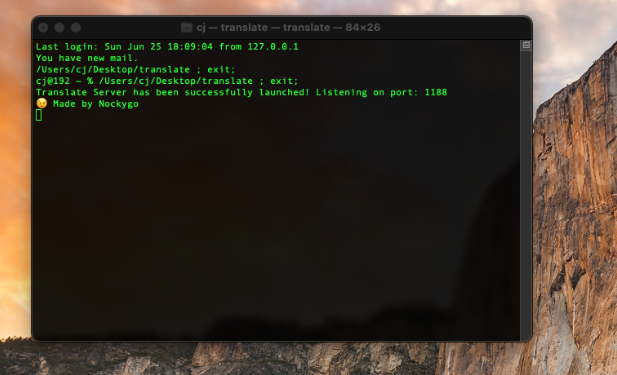 cj — translate — translate — 84×26
Last login: Sun Jun 25 18:09:04 from 127.0.0.1
You have new mail.
/Users/cj/Desktop/translate ; exit;
cj@192 ~ % /Users/cj/Desktop/translate ; exit;
Translate Server has been successfully launched! Listening on port: 1188
Made by Nockygo